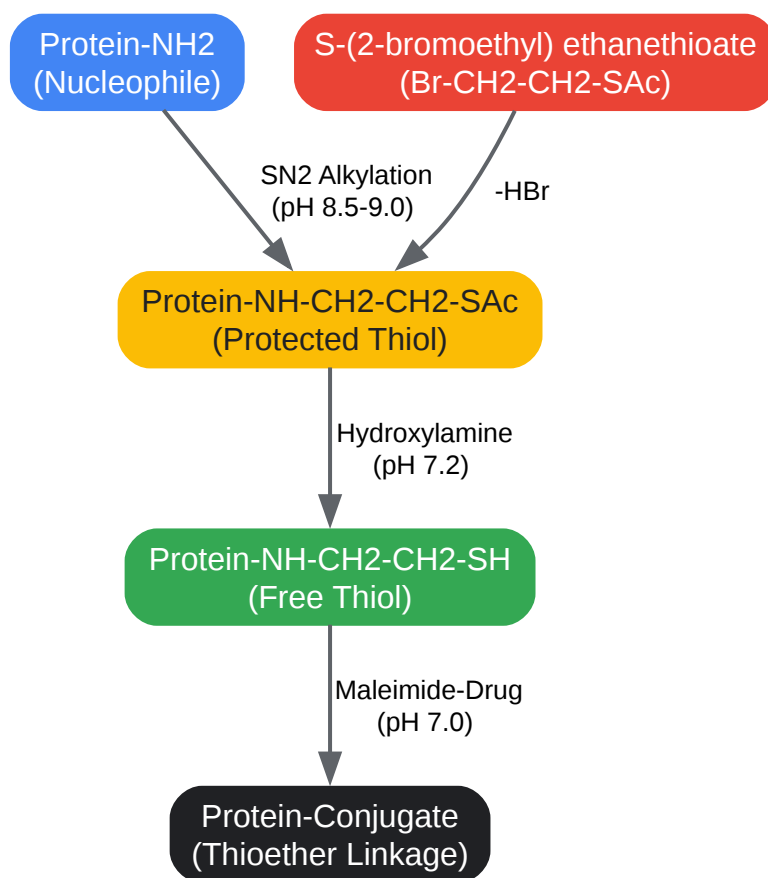 Protein-NH2
(Nucleophile)
S-(2-bromoethyl) ethanethioate
(Br-CH2-CH2-SAc)
SN2 Alkylation
(pH 8.5-9.0)
-HBr
Protein-NH-CH2-CH2-SAc
(Protected Thiol)
Hydroxylamine
(pH 7.2)
Protein-NH-CH2-CH2-SH
(Free Thiol)
Maleimide-Drug
(pH 7.0)
Protein-Conjugate
(Thioether Linkage)